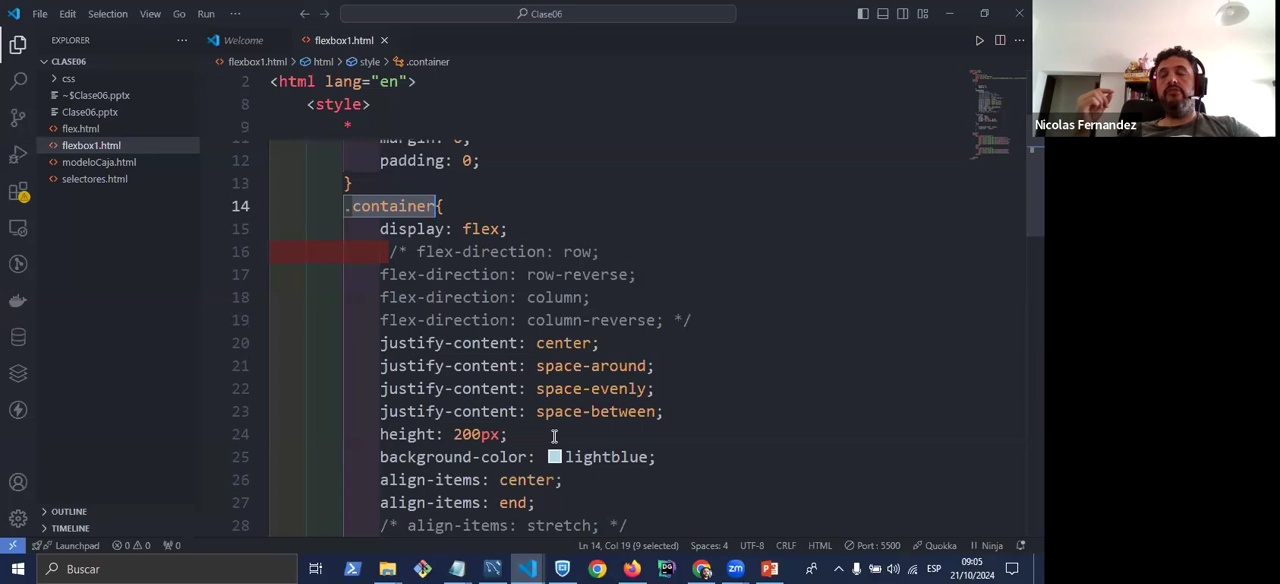 File Edit Selection View Go Run ··· Clase06
EXPLORER ···
CLASE06
css
~$Clase06.pptx
Clase06.pptx
flex.html
flexbox1.html
modeloCaja.html
selectores.html
OUTLINE
TIMELINE
Welcome flexbox1.html
flexbox1.html > html > style > .container
2 <html lang="en">
8 <style>
9 *
12 padding: 0;
13 }
14 .container{
15 display: flex;
16 /* flex-direction: row;
17 flex-direction: row-reverse;
18 flex-direction: column;
19 flex-direction: column-reverse; */
20 justify-content: center;
21 justify-content: space-around;
22 justify-content: space-evenly;
23 justify-content: space-between;
24 height: 200px;
25 background-color: lightblue;
26 align-items: center;
27 align-items: end;
28 /* align-items: stretch; */
Nicolas Fernandez
Launchpad 0 0 0 Ln 14, Col 19 (9 selected) Spaces: 4 UTF-8 CRLF HTML Port : 5500 Quokka Ninja
Buscar ESP 09:05
21/10/2024